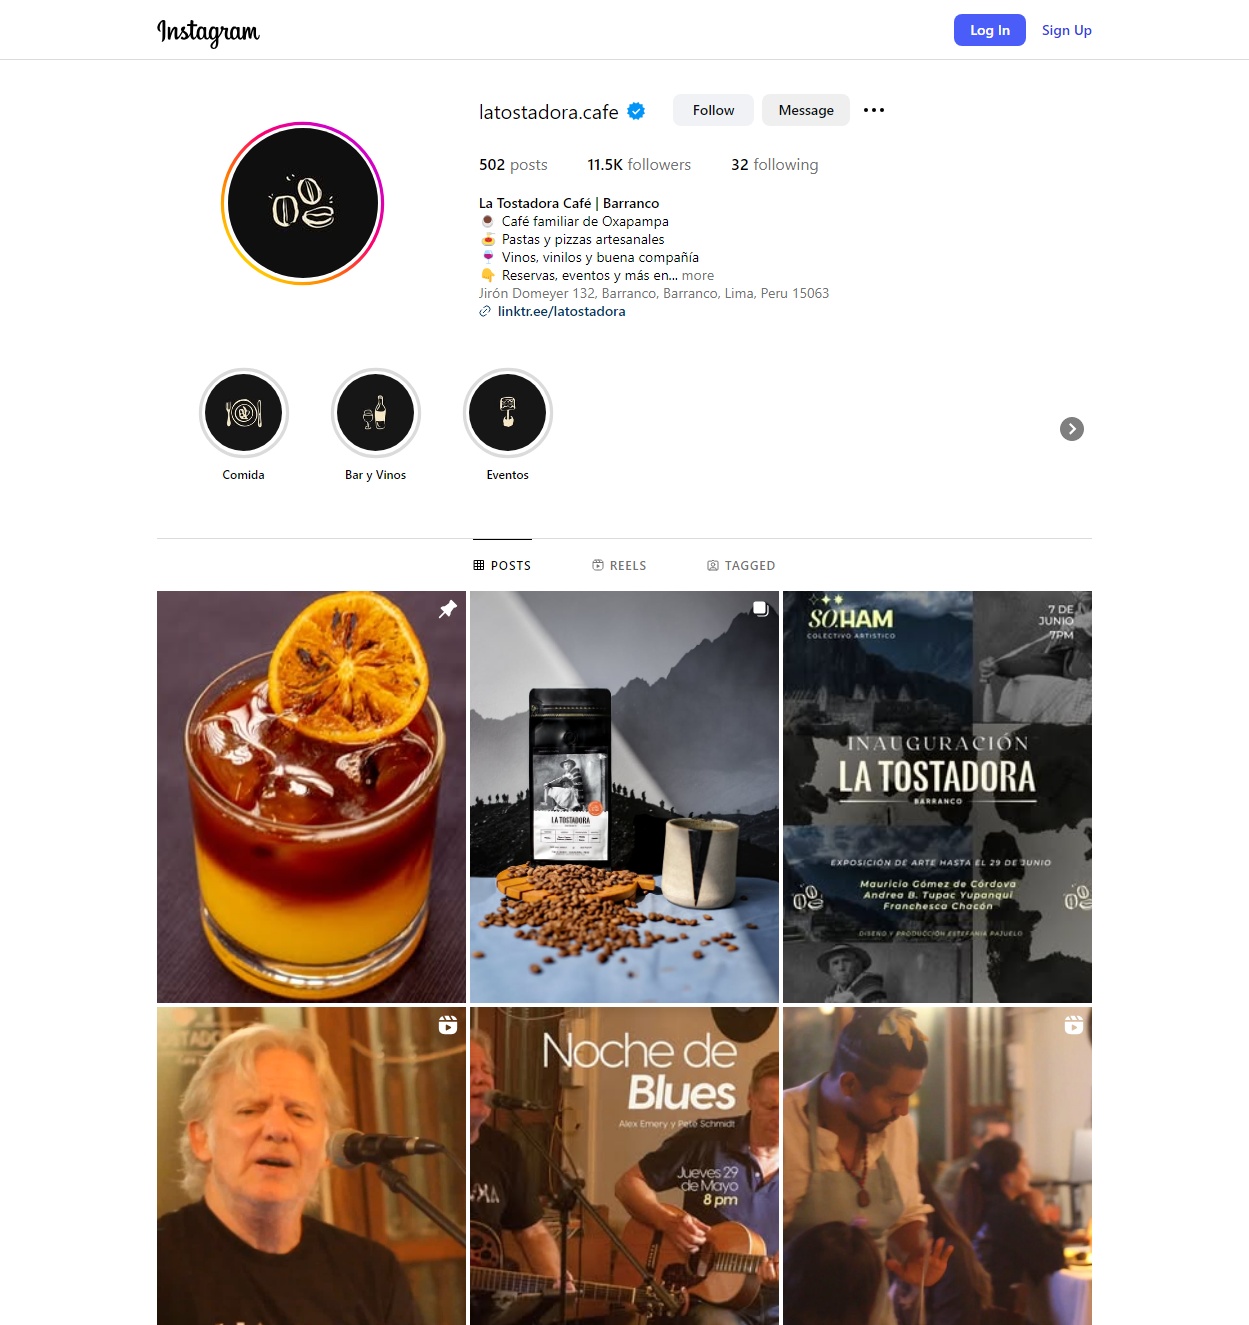 Instagram
Log In
Sign Up
latostadora.cafe
Follow
Message
502 posts
11.5K followers
32 following
La Tostadora Café | Barranco
☕ Café familiar de Oxapampa
🍝 Pastas y pizzas artesanales
🍷 Vinos, vinilos y buena compañía
👇 Reservas, eventos y más en... more
Jirón Domeyer 132, Barranco, Barranco, Lima, Peru 15063
linktr.ee/latostadora
Comida
Bar y Vinos
Eventos
POSTS
REELS
TAGGED
LA TOSTADORA
SO.HAM
COLECTIVO ARTISTICO
7 DE
JUNIO
7PM
INAUGURACIÓN
LA TOSTADORA
BARRANCO
EXPOSICIÓN DE ARTE HASTA EL 29 DE JUNIO
Mauricio Gómez de Córdova
Andrea B. Tupac Yupanqui
Franchesca Chacón
DISEÑO Y PRODUCCIÓN ESTEFANÍA PAJUELO
Noche de
Blues
Alex Emery y Pete Schmidt
Jueves 29
de Mayo
8 pm